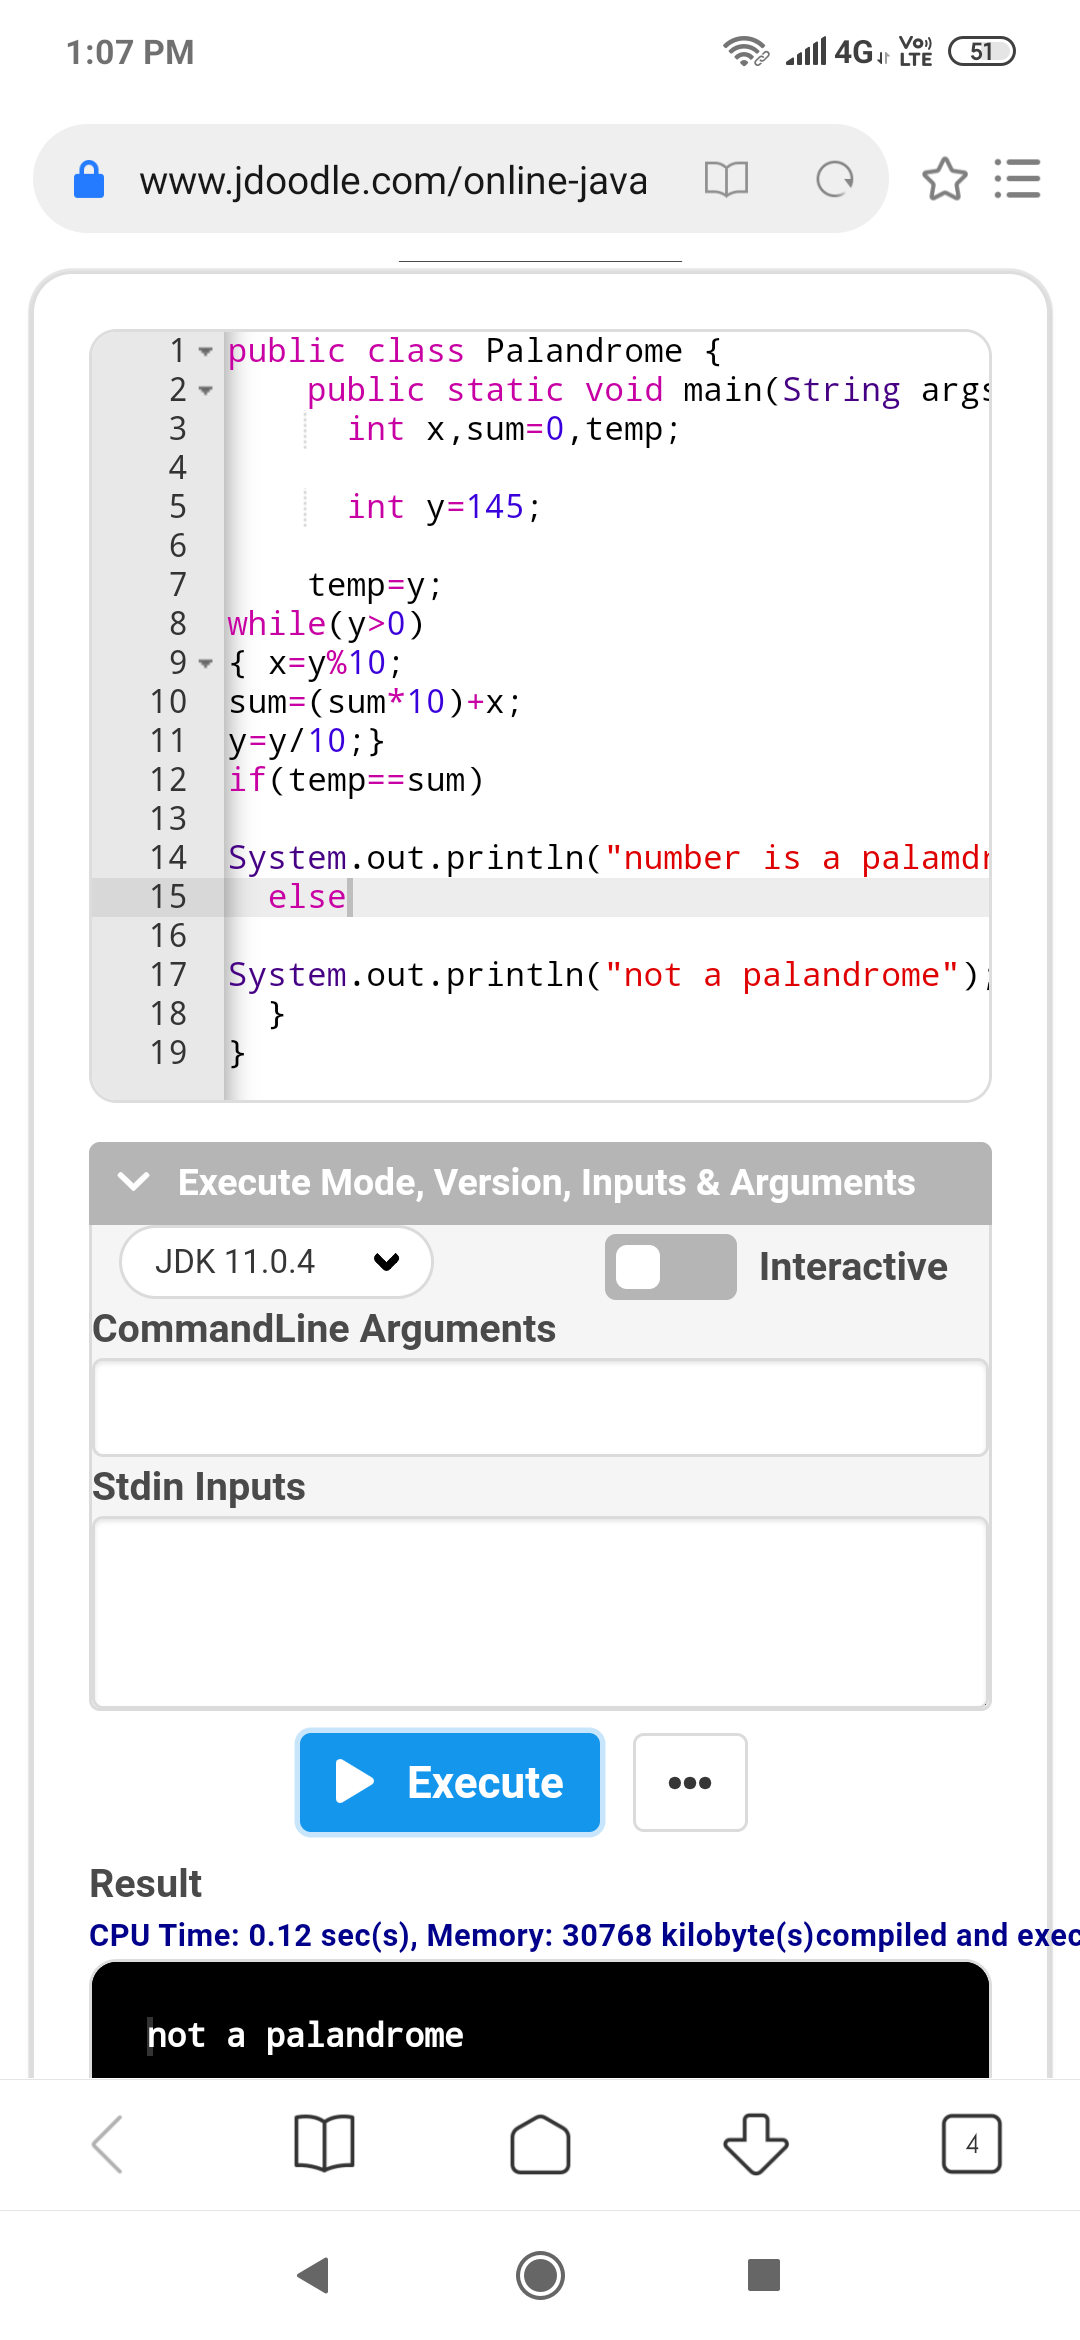 1:07 PM 4G Vo)) LTE 51
www.jdoodle.com/online-java
1 public class Palandrome {
2 public static void main(String args
3 int x,sum=0,temp;
4
5 int y=145;
6
7 temp=y;
8 while(y>0)
9 { x=y%10;
10 sum=(sum*10)+x;
11 y=y/10;}
12 if(temp==sum)
13
14 System.out.println("number is a palamdr
15 else
16
17 System.out.println("not a palandrome");
18 }
19 }
Execute Mode, Version, Inputs & Arguments
JDK 11.0.4 Interactive
CommandLine Arguments
Stdin Inputs
Execute
Result
CPU Time: 0.12 sec(s), Memory: 30768 kilobyte(s)compiled and exec
not a palandrome
4